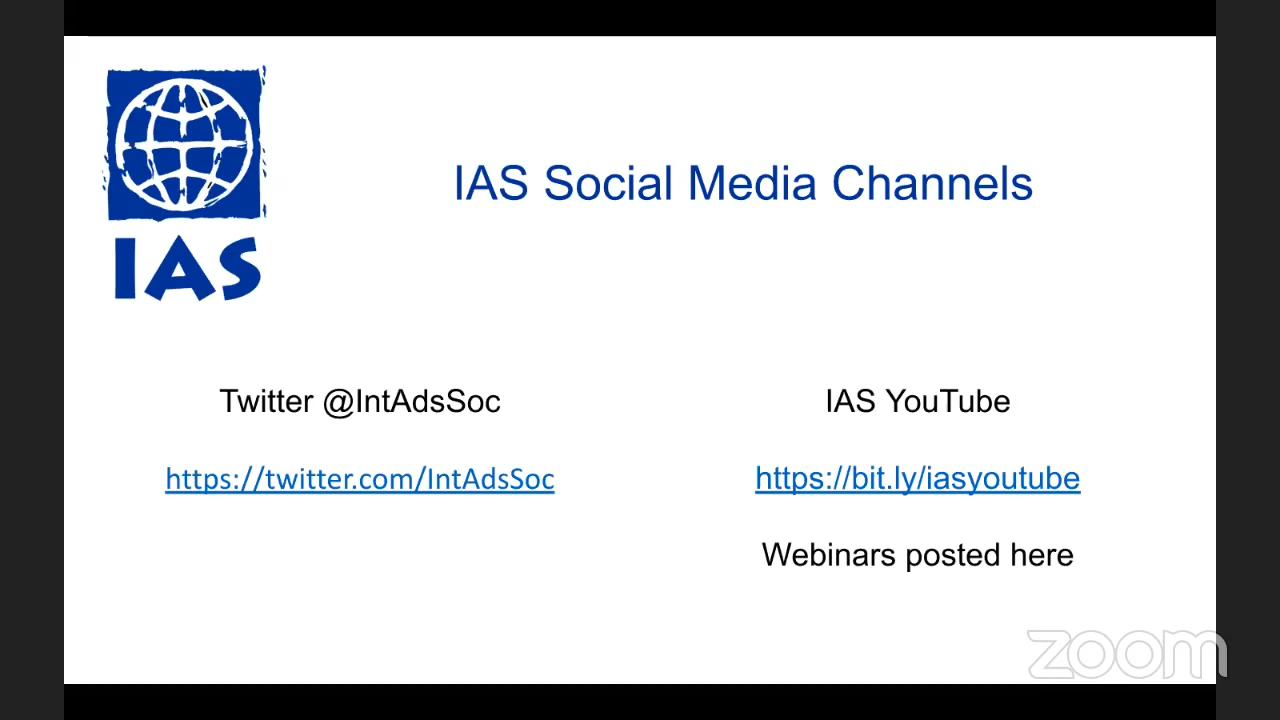 IAS
IAS Social Media Channels
Twitter @IntAdsSoc
https://twitter.com/IntAdsSoc
IAS YouTube
https://bit.ly/iasyoutube
Webinars posted here
zoom